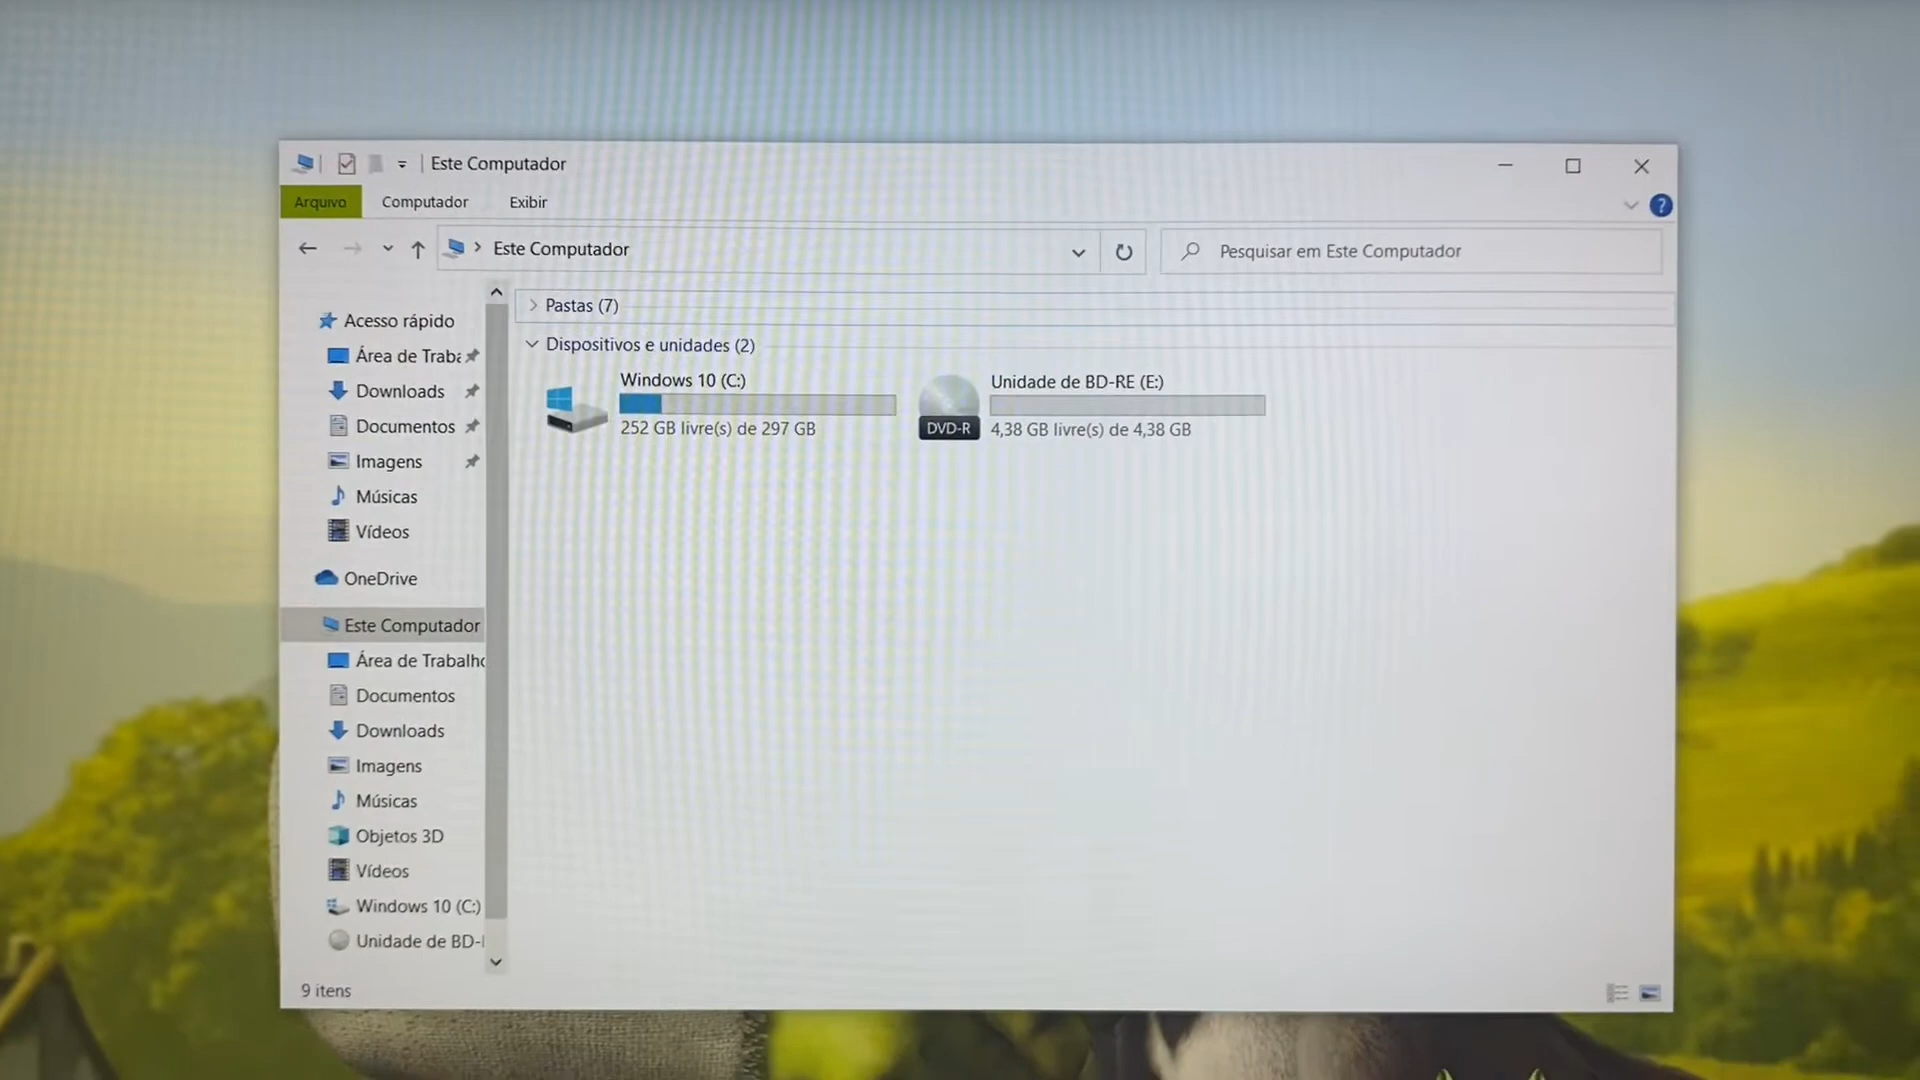 Este Computador
Arquivo
Computador
Exibir
?
Este Computador
Pesquisar em Este Computador
Acesso rápido
Área de Traba
Downloads
Documentos
Imagens
Músicas
Vídeos
OneDrive
Este Computador
Área de Trabalho
Documentos
Downloads
Imagens
Músicas
Objetos 3D
Vídeos
Windows 10 (C:)
Unidade de BD-
Pastas (7)
Dispositivos e unidades (2)
Windows 10 (C:)
252 GB livre(s) de 297 GB
DVD-R
Unidade de BD-RE (E:)
4,38 GB livre(s) de 4,38 GB
9 itens